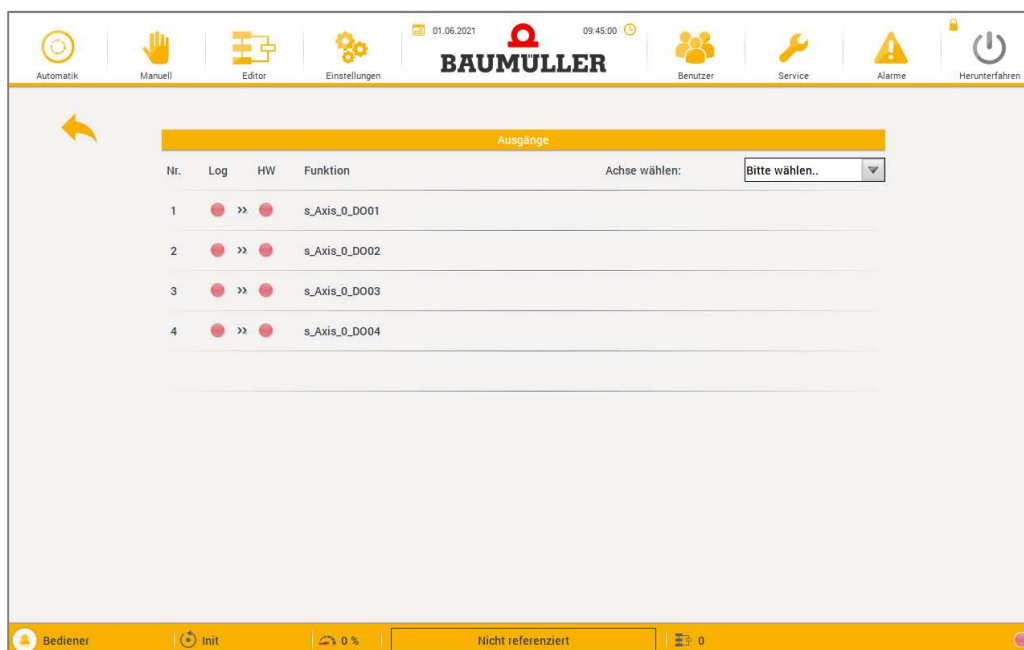 01.06.2021 09:45:00
BAUMÜLLER
Automatik Manuell Editor Einstellungen Benutzer Service Alarme Herunterfahren
Ausgänge
Nr. Log HW Funktion Achse wählen: Bitte wählen..
1 >> s_Axis_0_DO01
2 >> s_Axis_0_DO02
3 >> s_Axis_0_DO03
4 >> s_Axis_0_DO04
Bediener Init 0 % Nicht referenziert 0